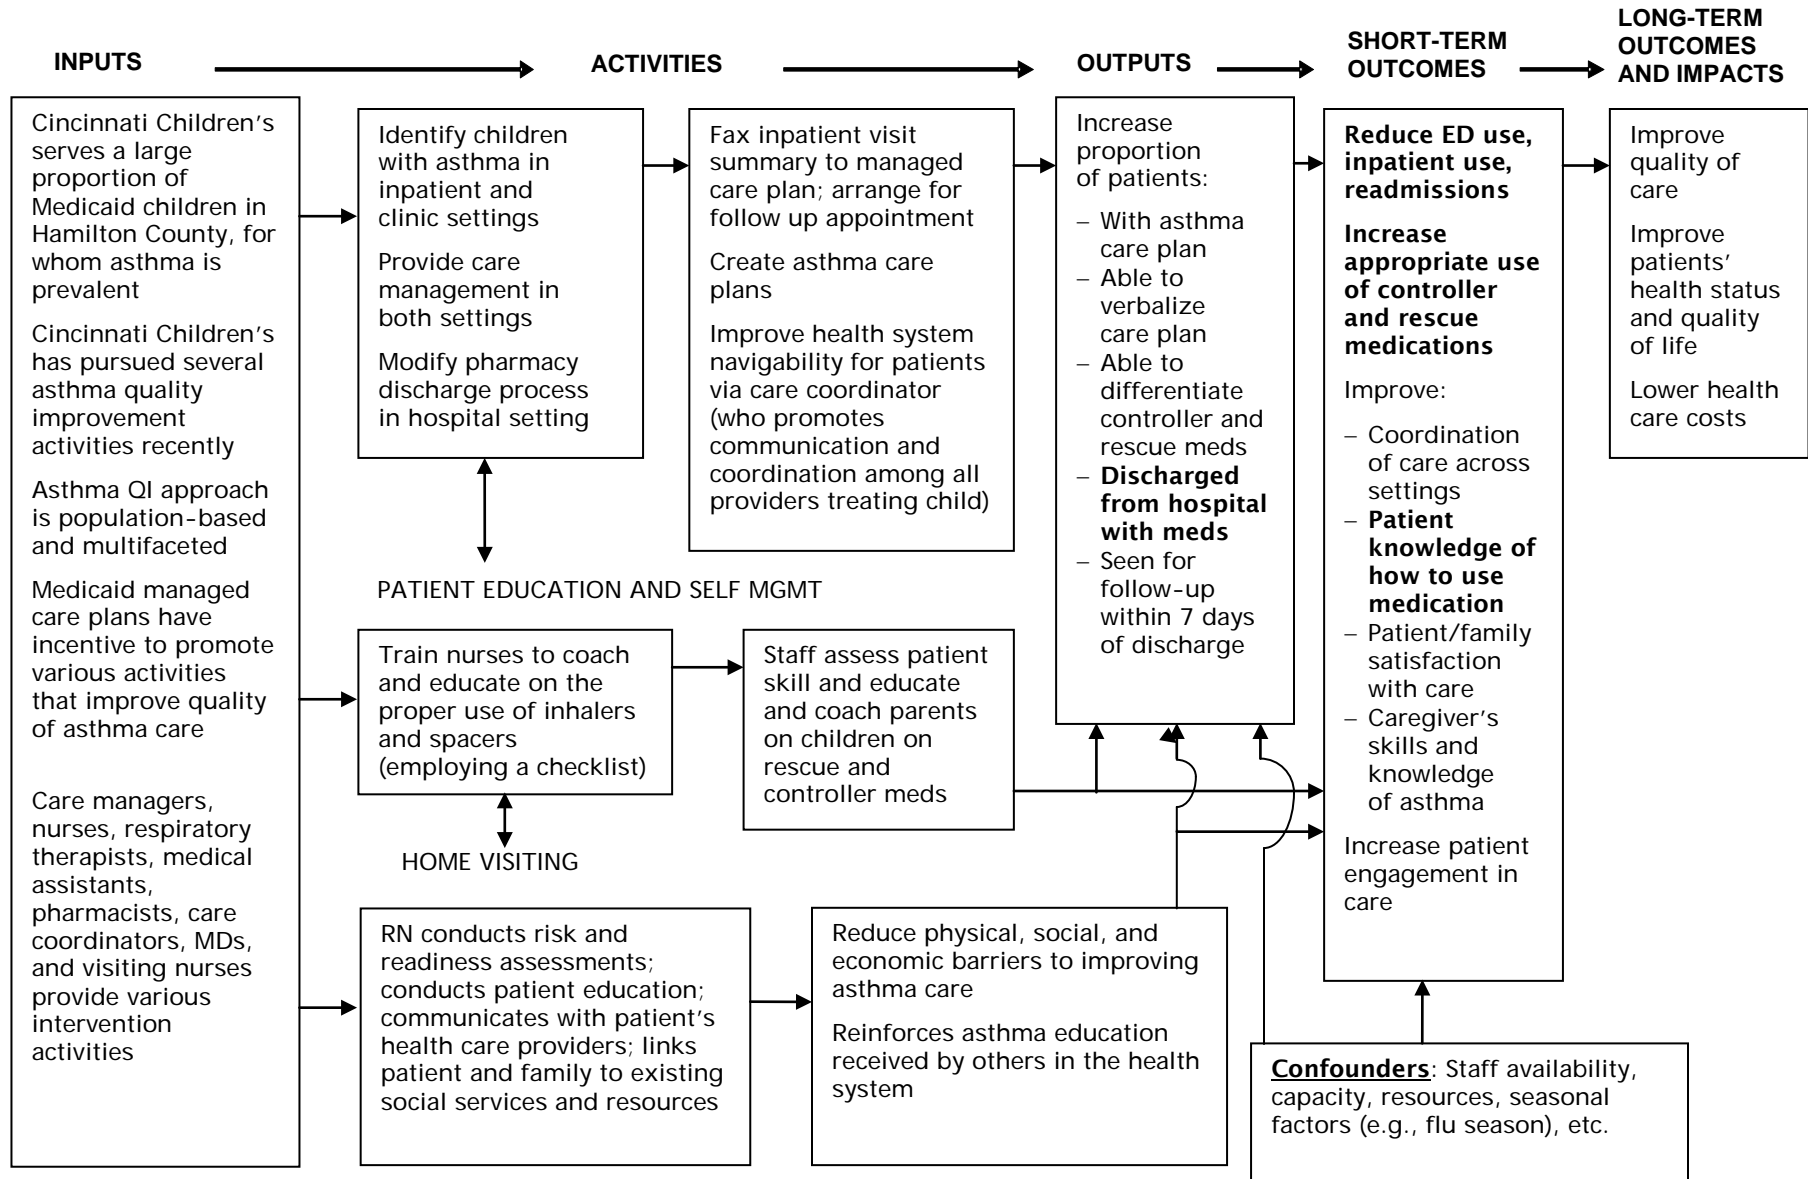 INPUTS
ACTIVITIES
OUTPUTS
SHORT-TERM
OUTCOMES
LONG-TERM
OUTCOMES
AND IMPACTS
Cincinnati Children's
serves a large
proportion of
Medicaid children in
Hamilton County, for
whom asthma is
prevalent
Cincinnati Children's
has pursued several
asthma quality
improvement
activities recently
Asthma QI approach
is population-based
and multifaceted
Medicaid managed
care plans have
incentive to promote
various activities
that improve quality
of asthma care
Care managers,
nurses, respiratory
therapists, medical
assistants,
pharmacists, care
coordinators, MDs,
and visiting nurses
provide various
intervention
activities
Identify children
with asthma in
inpatient and
clinic settings
Provide care
management in
both settings
Modify pharmacy
discharge process
in hospital setting
Fax inpatient visit
summary to managed
care plan; arrange for
follow up appointment
Create asthma care
plans
Improve health system
navigability for patients
via care coordinator
(who promotes
communication and
coordination among all
providers treating child)
PATIENT EDUCATION AND SELF MGMT
Train nurses to coach
and educate on the
proper use of inhalers
and spacers
(employing a checklist)
Staff assess patient
skill and educate
and coach parents
on children on
rescue and
controller meds
HOME VISITING
RN conducts risk and
readiness assessments;
conducts patient education;
communicates with patient's
health care providers; links
patient and family to existing
social services and resources
Reduce physical, social, and
economic barriers to improving
asthma care
Reinforces asthma education
received by others in the health
system
Increase
proportion
of patients:
– With asthma
care plan
– Able to
verbalize
care plan
– Able to
differentiate
controller and
rescue meds
– Discharged
from hospital
with meds
– Seen for
follow-up
within 7 days
of discharge
Reduce ED use,
inpatient use,
readmissions
Increase
appropriate use
of controller
and rescue
medications
Improve:
– Coordination
of care across
settings
– Patient
knowledge of
how to use
medication
– Patient/family
satisfaction
with care
– Caregiver's
skills and
knowledge
of asthma
Increase patient
engagement in
care
Improve
quality of
care
Improve
patients'
health status
and quality
of life
Lower health
care costs
Confounders: Staff availability,
capacity, resources, seasonal
factors (e.g., flu season), etc.